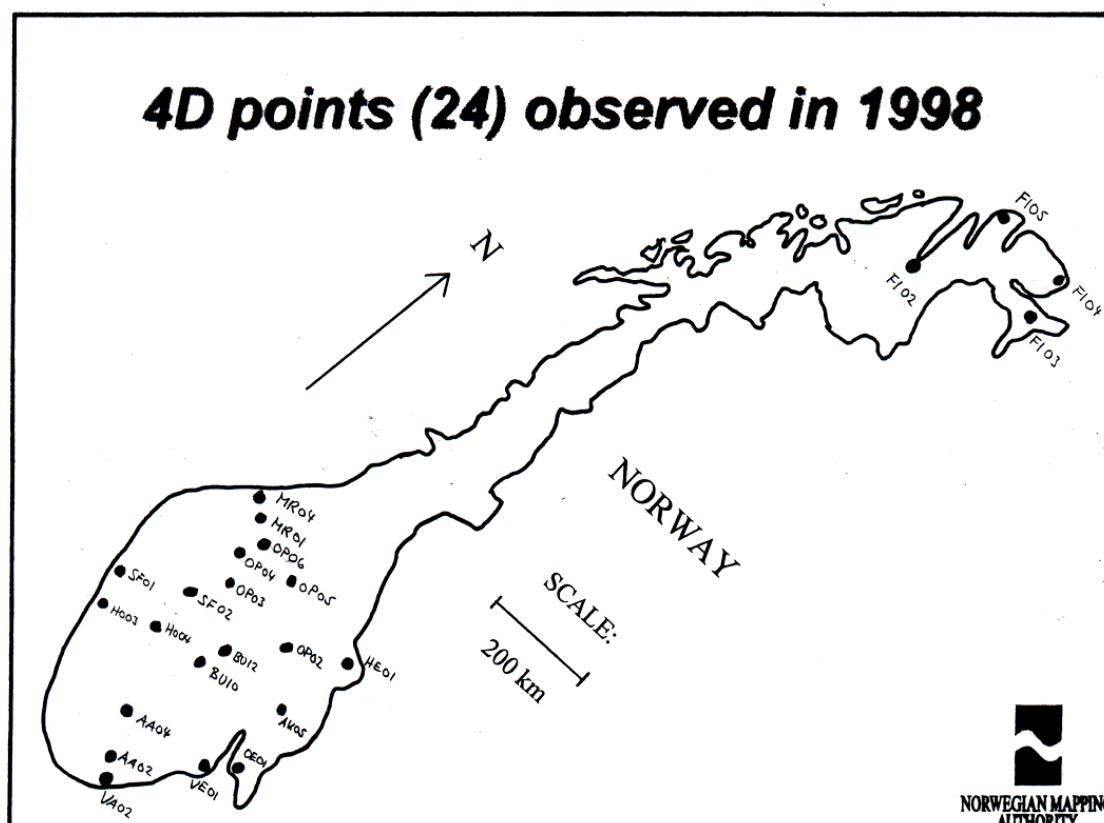 4D points (24) observed in 1998
FI05
N
FI02
FI04
FI03
NORWAY
MR04
MR01
OP06
OP04
OP05
SF01
OP03
SF02
SCALE:
H003
H004
200 km
BU12
OP02
HE01
BU10
AA04
AK05
AA02
OE01
VE01
VA02
NORWEGIAN MAPPING
AUTHORITY